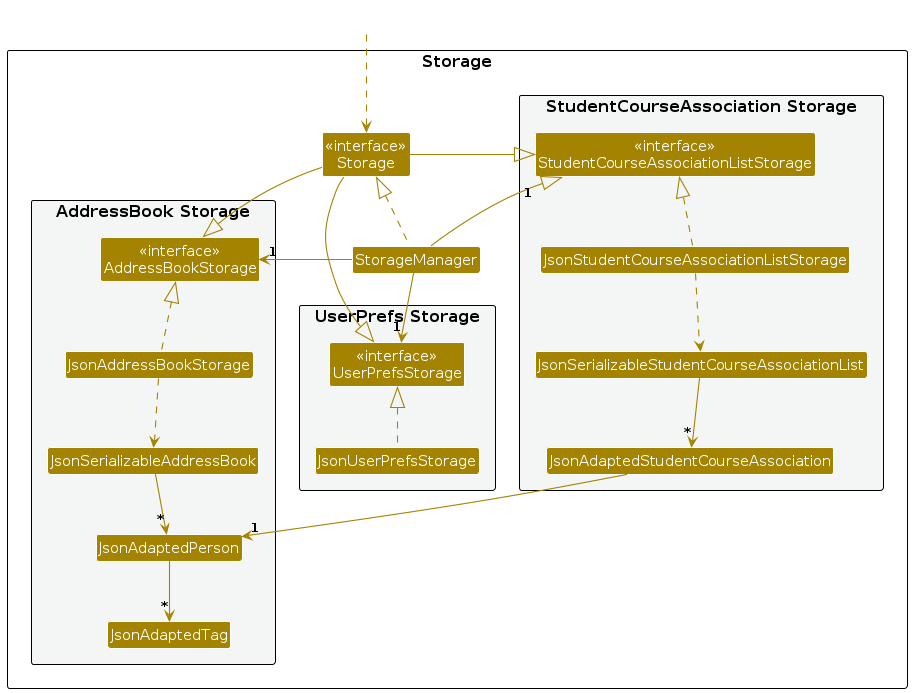 Storage
StudentCourseAssociation Storage
«interface»
Storage
«interface»
StudentCourseAssociationListStorage
1
AddressBook Storage
«interface»
AddressBookStorage
1
StorageManager
JsonStudentCourseAssociationListStorage
UserPrefs Storage
1
«interface»
UserPrefsStorage
JsonAddressBookStorage
JsonSerializableStudentCourseAssociationList
*
JsonSerializableAddressBook
JsonUserPrefsStorage
JsonAdaptedStudentCourseAssociation
*
1
JsonAdaptedPerson
*
JsonAdaptedTag